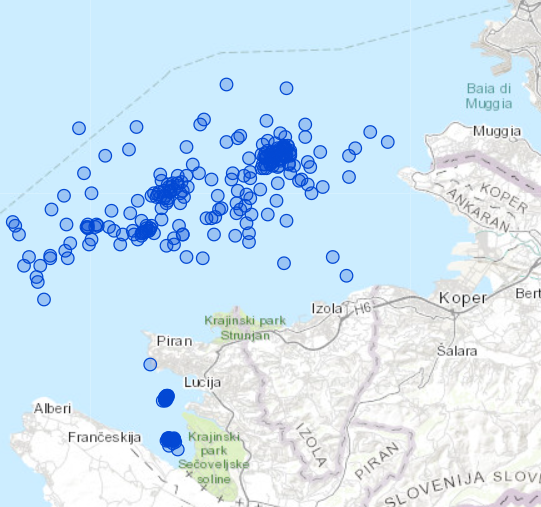 Baia di
Muggia
Muggia
KOPER
ANKARAN
Koper
Bert
Izola
H6
Krajinski park
Strunjan
Piran
Šalara
Lucija
Alberi
Frančeskija
Krajinski
park
Sečoveljske
soline
IZOLA
PIRAN
SLOVENIJA SLOV